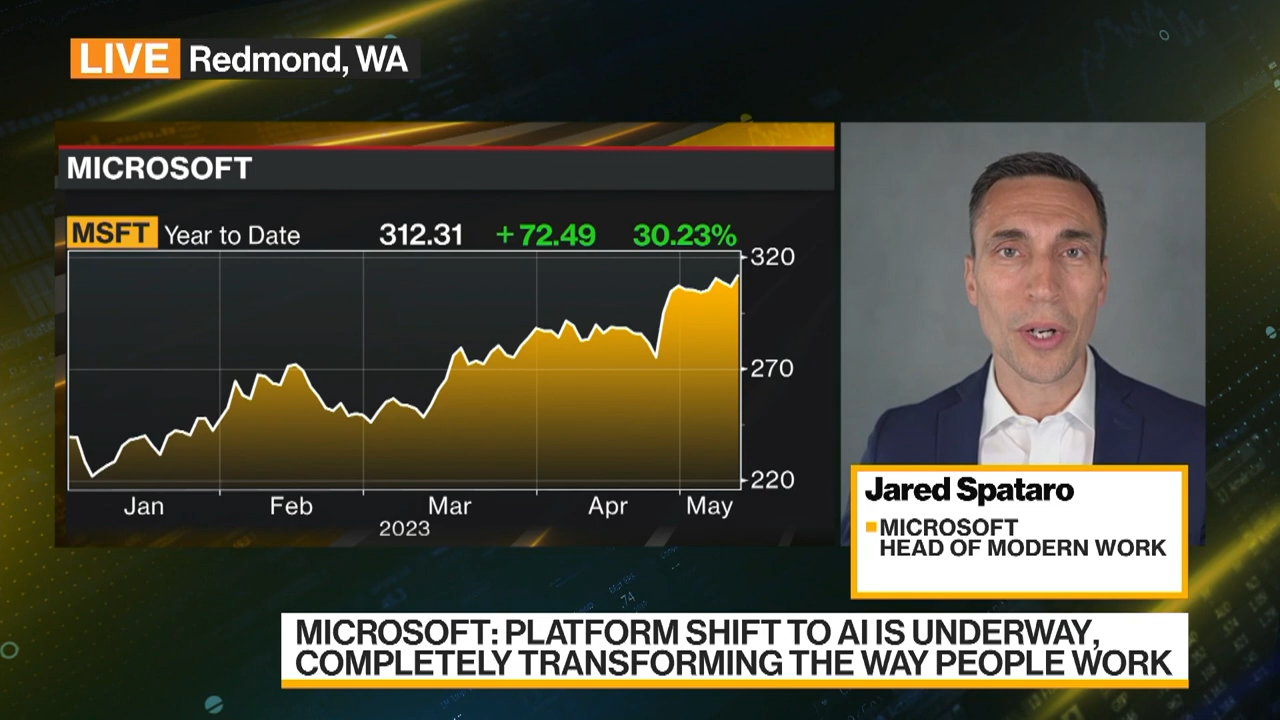 LIVE Redmond, WA
MICROSOFT
MSFT Year to Date 312.31 +72.49 30.23%
320
270
220
Jan Feb Mar Apr May
2023
Jared Spataro
MICROSOFT
HEAD OF MODERN WORK
MICROSOFT: PLATFORM SHIFT TO AI IS UNDERWAY,
COMPLETELY TRANSFORMING THE WAY PEOPLE WORK